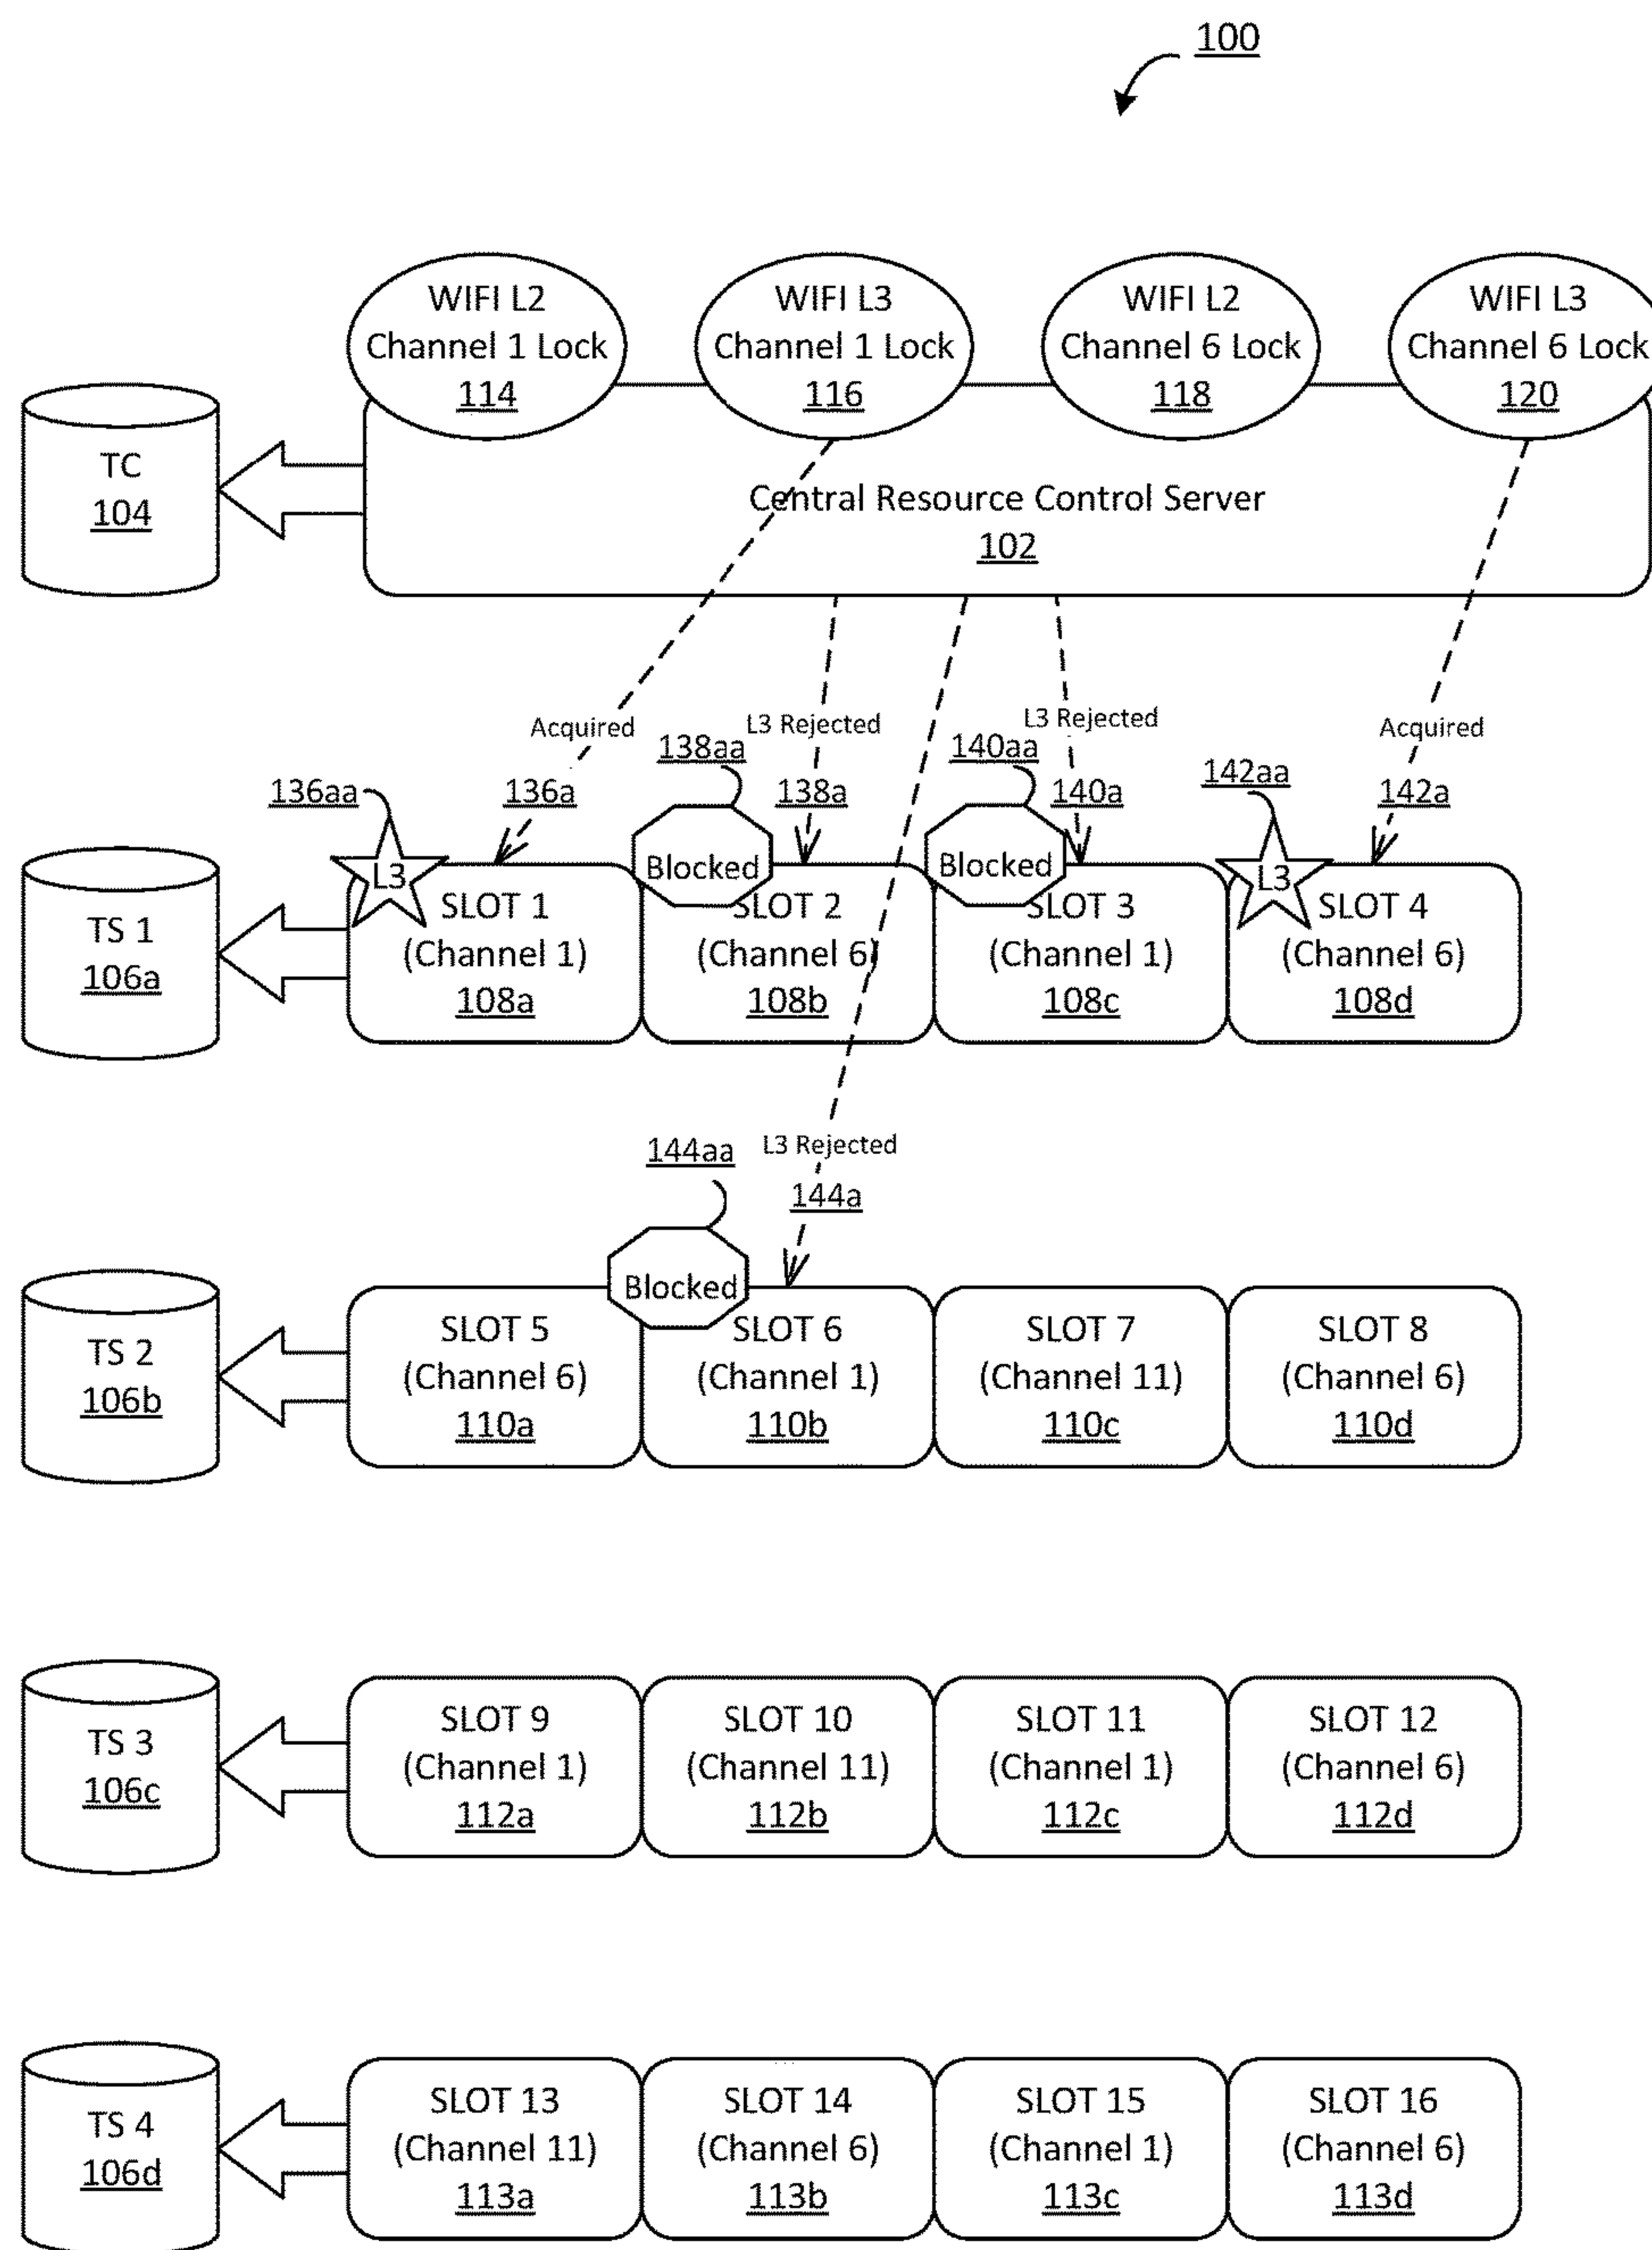 100
WIFI L2
Channel 1 Lock
114
WIFI L3
Channel 1 Lock
116
WIFI L2
Channel 6 Lock
118
WIFI L3
Channel 6 Lock
120
TC
104
Central Resource Control Server
102
Acquired
L3 Rejected
L3 Rejected
Acquired
136aa
136a
138aa
138a
140aa
140a
142aa
142a
L3
Blocked
Blocked
L3
TS 1
106a
SLOT 1
(Channel 1)
108a
SLOT 2
(Channel 6)
108b
SLOT 3
(Channel 1)
108c
SLOT 4
(Channel 6)
108d
144aa
L3 Rejected
144a
Blocked
TS 2
106b
SLOT 5
(Channel 6)
110a
SLOT 6
(Channel 1)
110b
SLOT 7
(Channel 11)
110c
SLOT 8
(Channel 6)
110d
TS 3
106c
SLOT 9
(Channel 1)
112a
SLOT 10
(Channel 11)
112b
SLOT 11
(Channel 1)
112c
SLOT 12
(Channel 6)
112d
TS 4
106d
SLOT 13
(Channel 11)
113a
SLOT 14
(Channel 6)
113b
SLOT 15
(Channel 1)
113c
SLOT 16
(Channel 6)
113d